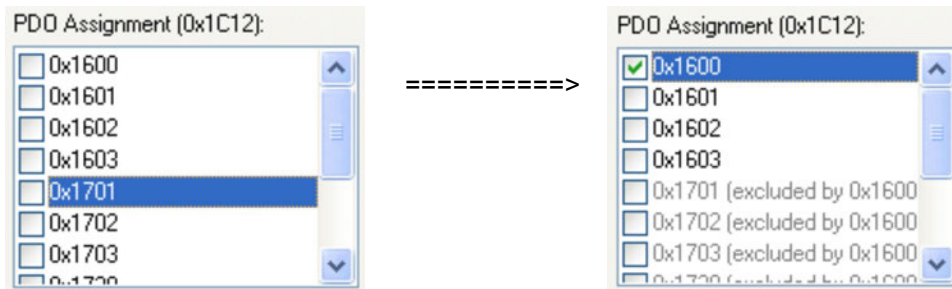 PDO Assignment (0x1C12):
0x1600
0x1601
0x1602
0x1603
0x1701
0x1702
0x1703
==========>
PDO Assignment (0x1C12):
0x1600
0x1601
0x1602
0x1603
0x1701 (excluded by 0x1600
0x1702 (excluded by 0x1600
0x1703 (excluded by 0x1600